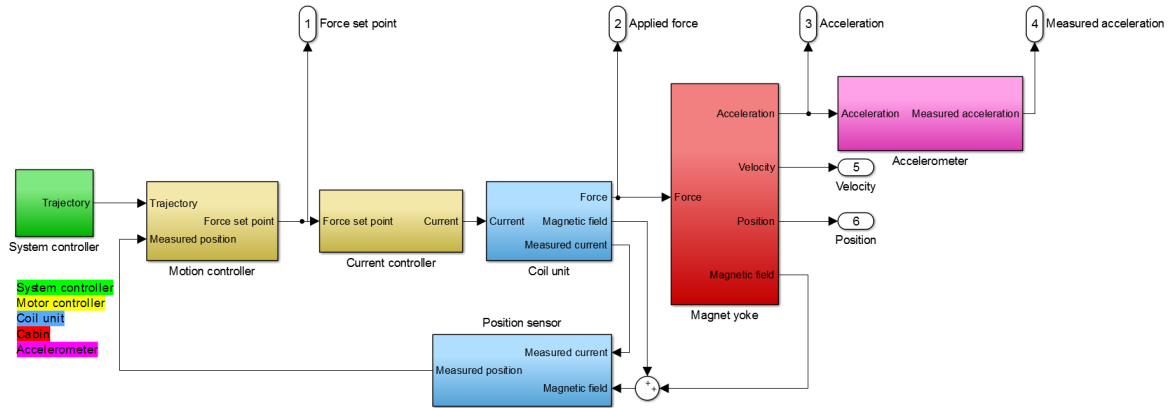 1 Force set point
2 Applied force
3 Acceleration
4 Measured acceleration
Acceleration
Acceleration Measured acceleration
Accelerometer
Velocity
5
Velocity
Trajectory
System controller
Trajectory
Force set point
Measured position
Motion controller
Force set point Current
Current controller
Force
Current Magnetic field
Measured current
Coil unit
Force
Position
6
Position
Magnetic field
Magnet yoke
System controller
Motor controller
Coil unit
Cabin
Accelerometer
Position sensor
Measured current
Measured position
Magnetic field
+
+